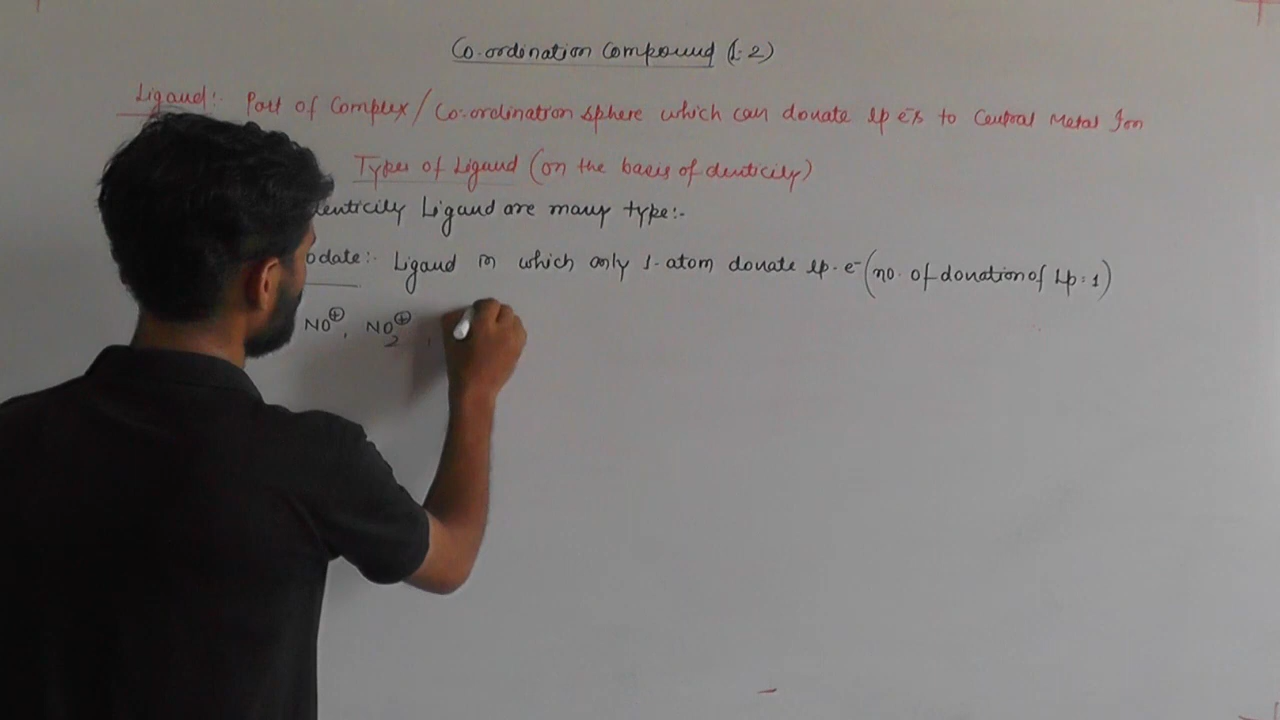 Co-ordination Compound (L-2)
Ligand:- Part of Complex/Co-ordination sphere which can donate lp e⁻s to Central Metal Ion
Types of Ligand (on the basis of denticity)
denticity Ligand are many type:-
odate:- Ligand in which only 1-atom donate lp. e⁻ (no. of donation of Lp = 1)
NO⊕, NO₂⊕,